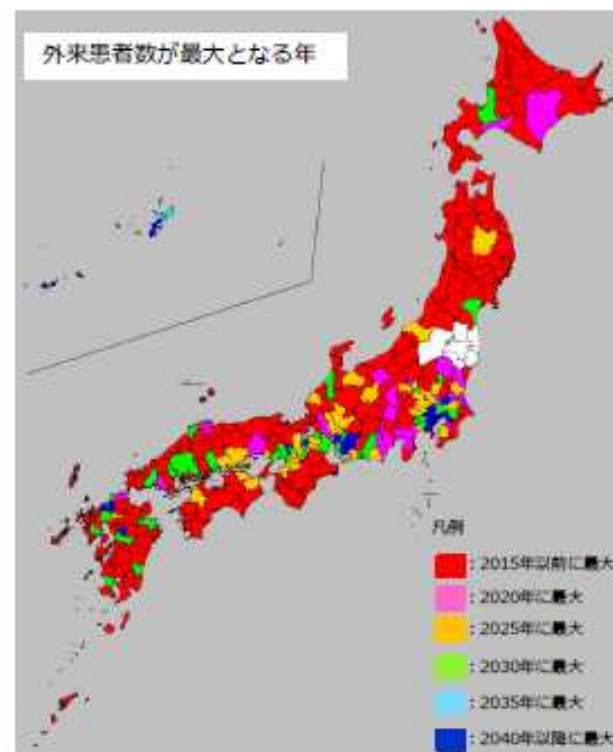 外来患者数が最大となる年
凡例
：2015年以前に最大
：2020年に最大
：2025年に最大
：2030年に最大
：2035年に最大
：2040年以降に最大